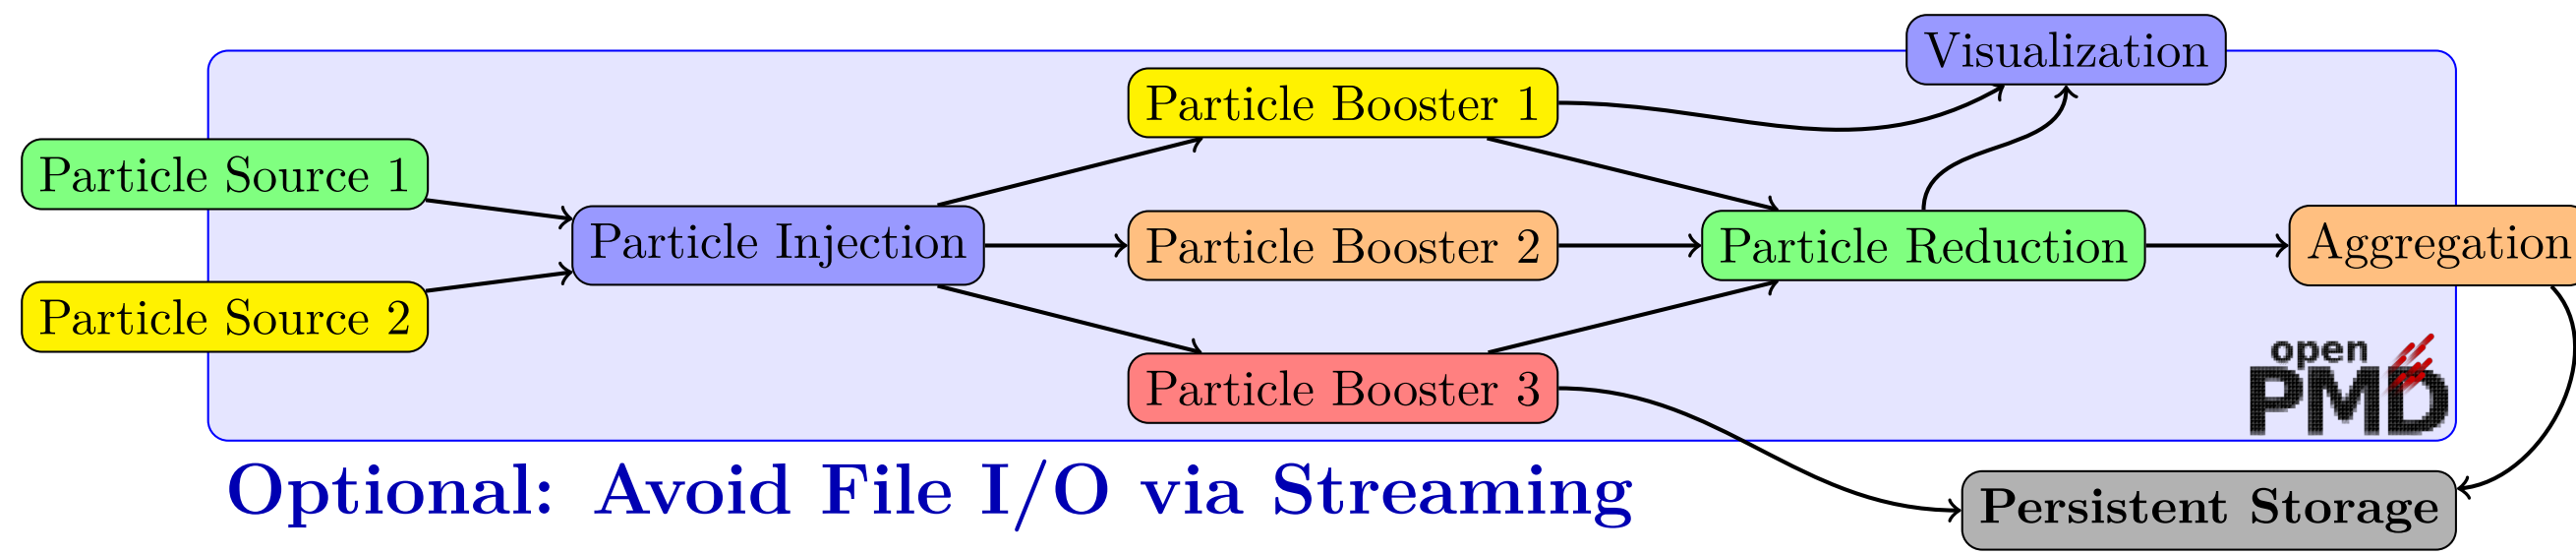 Visualization
Particle Booster 1
Particle Source 1
Particle Injection
Particle Booster 2
Particle Reduction
Aggregation
Particle Source 2
Particle Booster 3
open
PMD
Optional: Avoid File I/O via Streaming
Persistent Storage